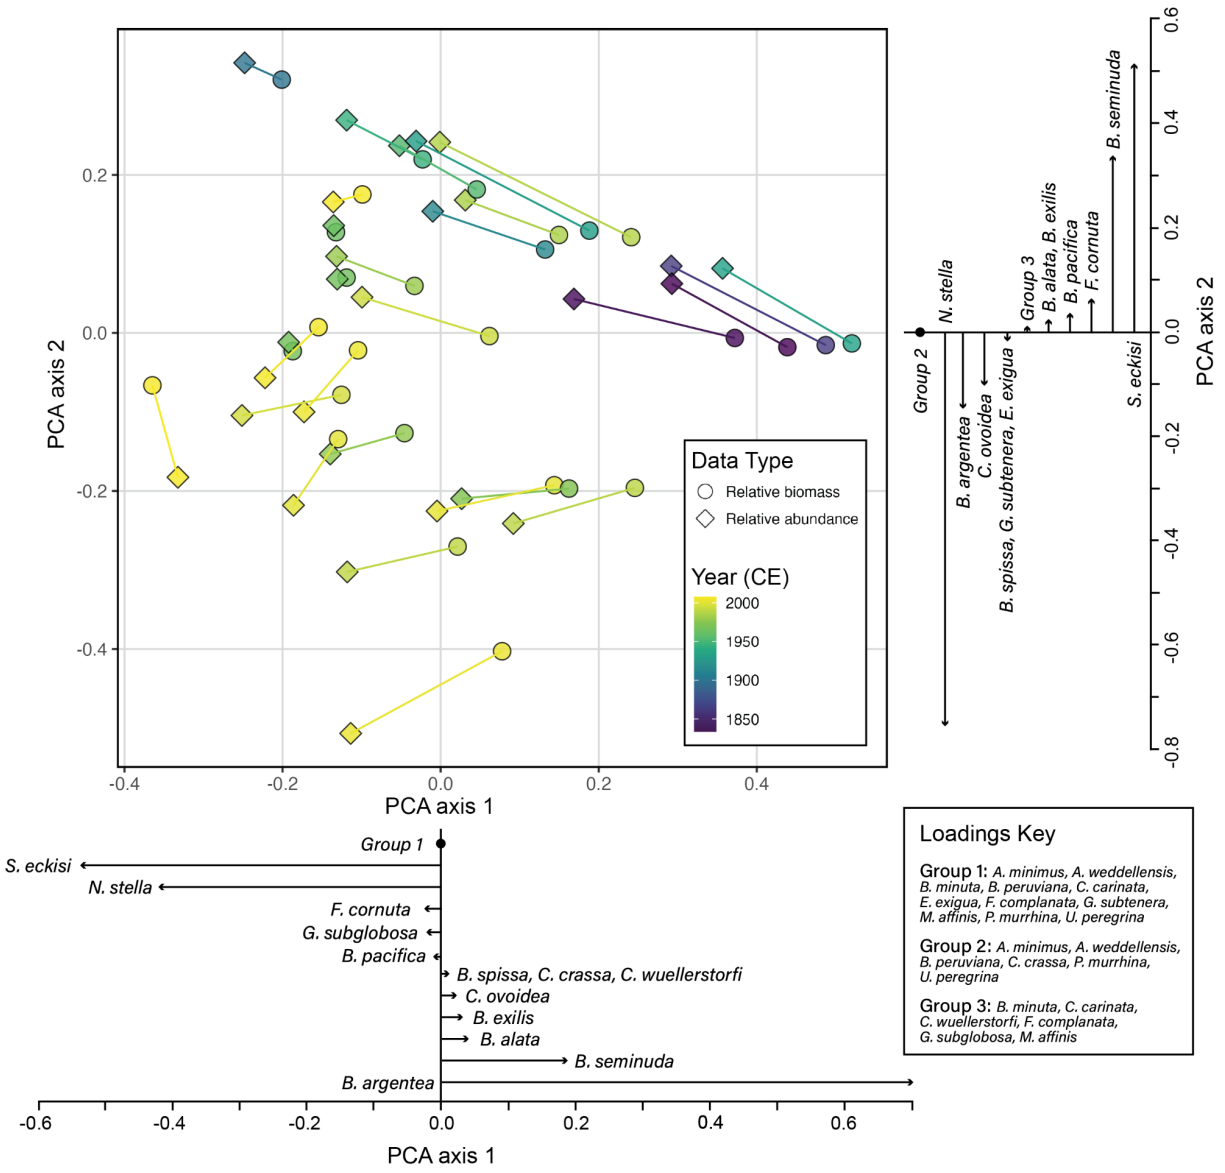 0.2
0.0
-0.2
-0.4
PCA axis 2
-0.4
-0.2
0.0
0.2
0.4
PCA axis 1
Data Type
Relative biomass
Relative abundance
Year (CE)
2000
1950
1900
1850
Group 2
N. stella
B. argentea
C. ovoidea
B. spissa, G. subtenera, E. exigua
Group 3
B. alata, B. exilis
B. pacifica
F. cornuta
B. seminuda
S. eckisi
0.6
0.4
0.2
0.0
-0.2
-0.4
-0.6
-0.8
PCA axis 2
Group 1
S. eckisi
N. stella
F. cornuta
G. subglobosa
B. pacifica
B. spissa, C. crassa, C. wuellerstorfi
C. ovoidea
B. exilis
B. alata
B. seminuda
B. argentea
-0.6
-0.4
-0.2
0.0
0.2
0.4
0.6
PCA axis 1
Loadings Key
Group 1: A. minimus, A. weddellensis,
B. minuta, B. peruviana, C. carinata,
E. exigua, F. complanata, G. subtenera,
M. affinis, P. murrhina, U. peregrina
Group 2: A. minimus, A. weddellensis,
B. peruviana, C. crassa, P. murrhina,
U. peregrina
Group 3: B. minuta, C. carinata,
C. wuellerstorfi, F. complanata,
G. subglobosa, M. affinis